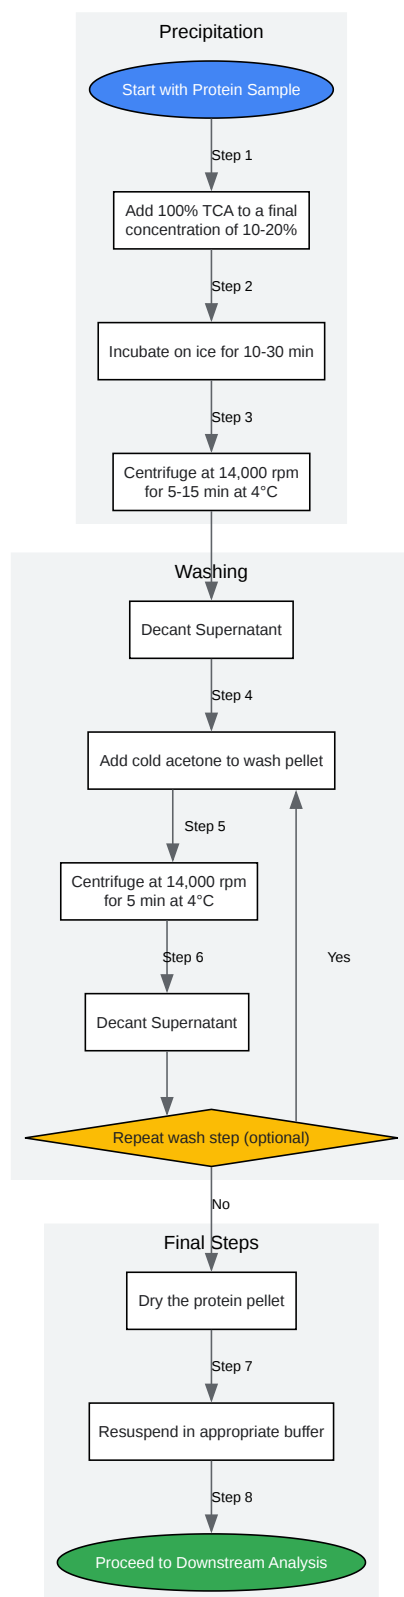 Precipitation
Start with Protein Sample
Step 1
Add 100% TCA to a final
concentration of 10-20%
Step 2
Incubate on ice for 10-30 min
Step 3
Centrifuge at 14,000 rpm
for 5-15 min at 4°C
Washing
Decant Supernatant
Step 4
Add cold acetone to wash pellet
Step 5
Centrifuge at 14,000 rpm
for 5 min at 4°C
Step 6
Yes
Decant Supernatant
Repeat wash step (optional)
No
Final Steps
Dry the protein pellet
Step 7
Resuspend in appropriate buffer
Step 8
Proceed to Downstream Analysis